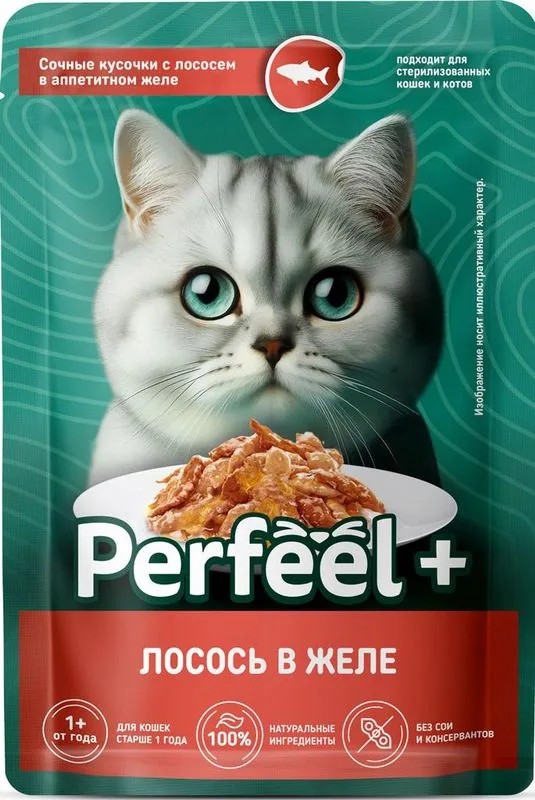 Сочные кусочки с лососем
в аппетитном желе
подходит для
стерилизованных
кошек и котов
Изображение носит иллюстративный характер.
Perfeel +
ЛОСОСЬ В ЖЕЛЕ
1+
от года
ДЛЯ КОШЕК
СТАРШЕ 1 ГОДА
100%
НАТУРАЛЬНЫЕ
ИНГРЕДИЕНТЫ
БЕЗ СОИ
И КОНСЕРВАНТОВ